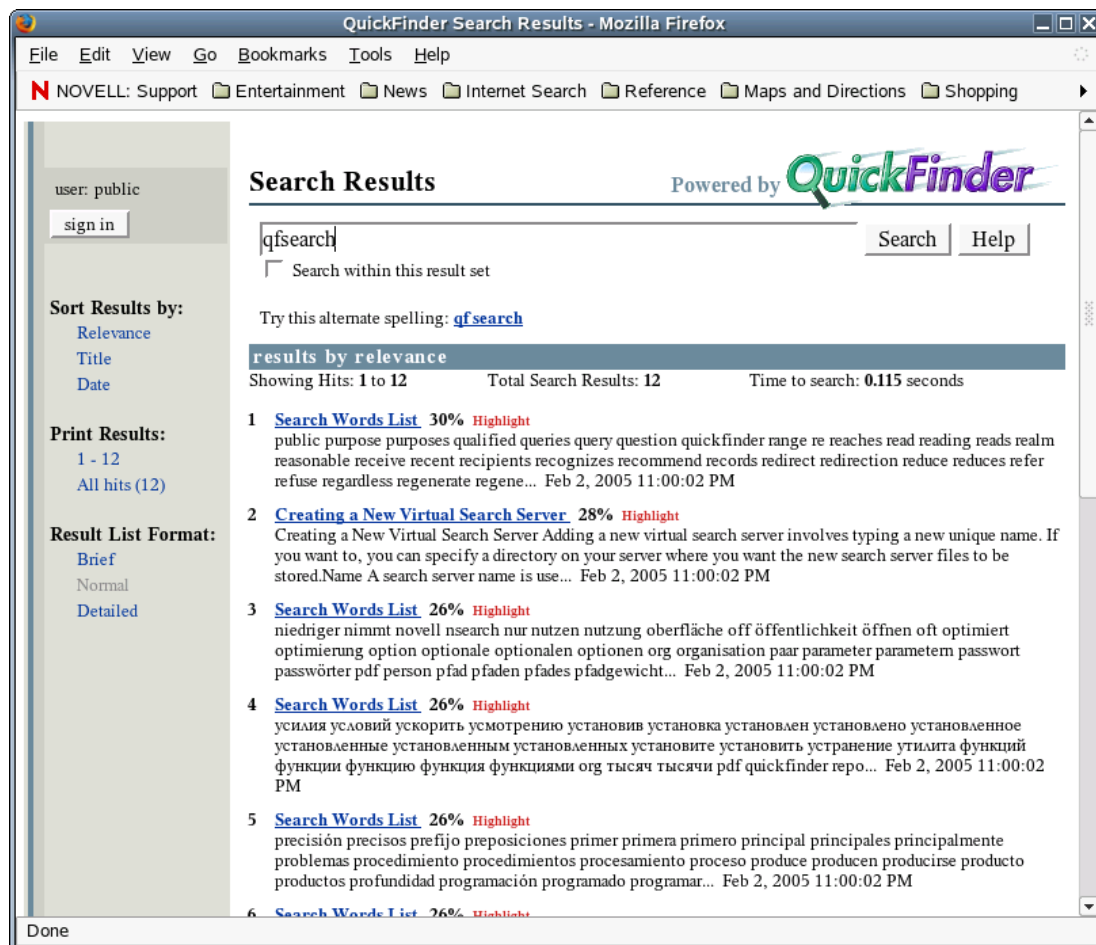 QuickFinder Search Results - Mozilla Firefox
File Edit View Go Bookmarks Tools Help
N NOVELL: Support Entertainment News Internet Search Reference Maps and Directions Shopping
user: public
sign in
Search Results
Powered by QuickFinder
qfsearch
Search Help
Search within this result set
Try this alternate spelling: qf search
Sort Results by:
Relevance
Title
Date
Print Results:
1 - 12
All hits (12)
Result List Format:
Brief
Normal
Detailed
results by relevance
Showing Hits: 1 to 12 Total Search Results: 12 Time to search: 0.115 seconds
1 Search Words List 30% Highlight
public purpose purposes qualified queries query question quickfinder range re reaches read reading reads realm
reasonable receive recent recipients recognizes recommend records redirect redirection reduce reduces refer
refuse regardless regenerate regene... Feb 2, 2005 11:00:02 PM
2 Creating a New Virtual Search Server 28% Highlight
Creating a New Virtual Search Server Adding a new virtual search server involves typing a new unique name. If
you want to, you can specify a directory on your server where you want the new search server files to be
stored.Name A search server name is use... Feb 2, 2005 11:00:02 PM
3 Search Words List 26% Highlight
niedriger nimmt novell nsearch nur nutzen nutzung oberfläche off öffentlichkeit öffnen oft optimiert
optimierung option optionale optionalen optionen org organisation paar parameter parametern passwort
passwörter pdf person pfad pfaden pfades pfadgewicht... Feb 2, 2005 11:00:02 PM
4 Search Words List 26% Highlight
усилия условий ускорить усмотрению установив установка установлен установлено установленное
установленные установленным установленных установите установить устранение утилита функций
функции функцию функция функциями org тысяч тысячи pdf quickfinder repo... Feb 2, 2005 11:00:02
PM
5 Search Words List 26% Highlight
precisión precisos prefijo preposiciones primer primera primero principal principales principalmente
problemas procedimiento procedimientos procesamiento proceso produce producen producirse producto
productos profundidad programación programado programar... Feb 2, 2005 11:00:02 PM
6 Search Words List 26% Highlight
Done